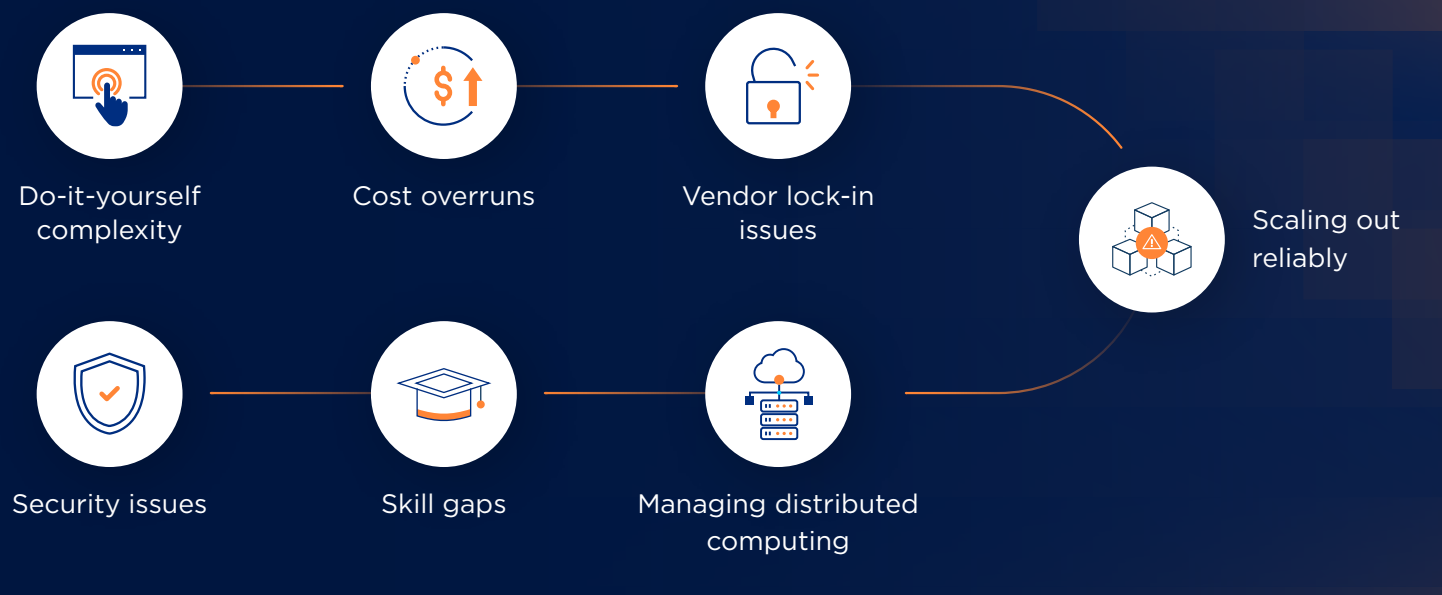 Do-it-yourself
complexity
Cost overruns
Vendor lock-in
issues
Scaling out
reliably
Security issues
Skill gaps
Managing distributed
computing